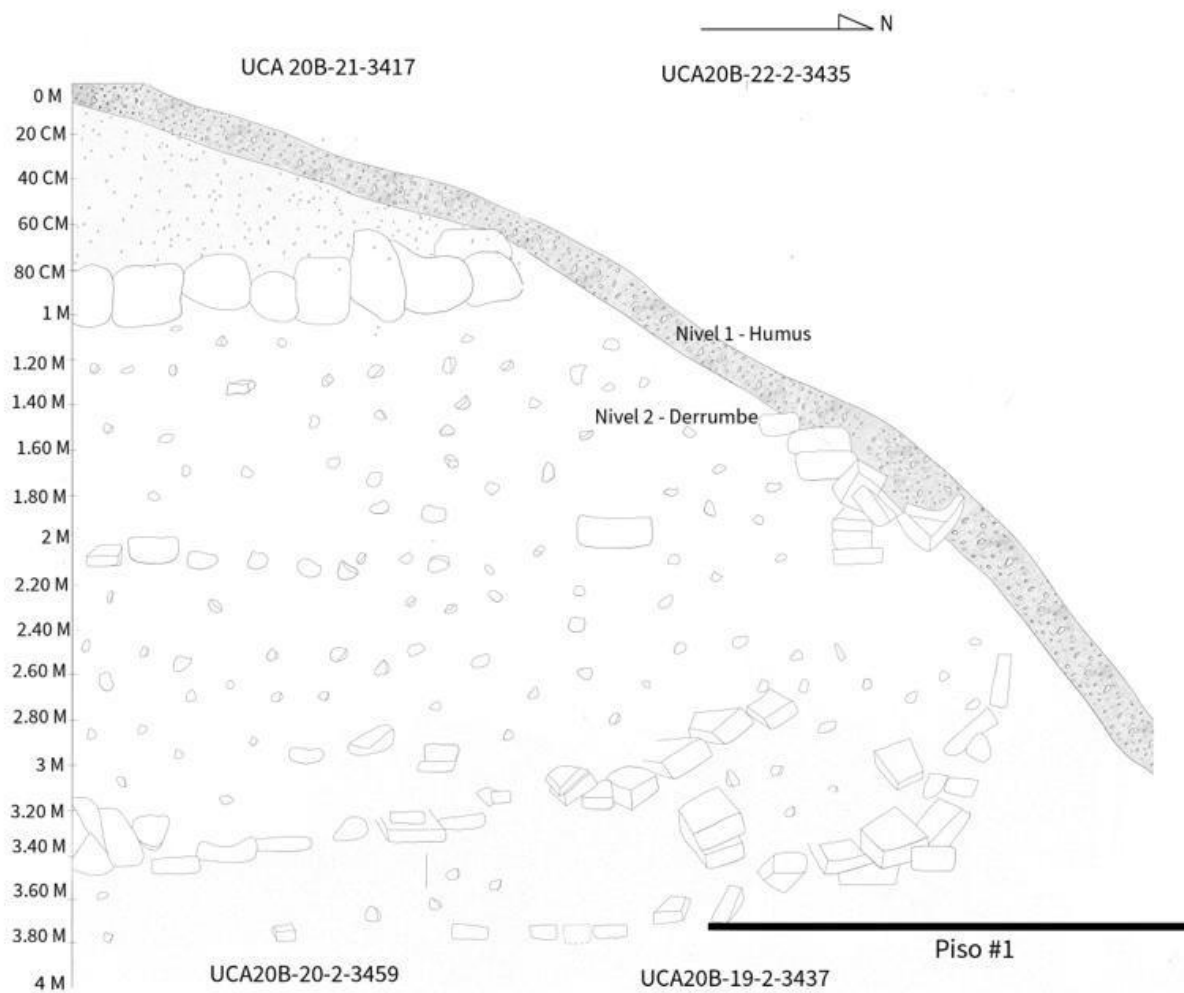 N
UCA 20B-21-3417
UCA20B-22-2-3435
0 M
20 CM
40 CM
60 CM
80 CM
1 M
Nivel 1 - Humus
1.20 M
1.40 M
Nivel 2 - Derrumbe
1.60 M
1.80 M
2 M
2.20 M
2.40 M
2.60 M
2.80 M
3 M
3.20 M
3.40 M
3.60 M
3.80 M
Piso #1
UCA20B-20-2-3459
UCA20B-19-2-3437
4 M